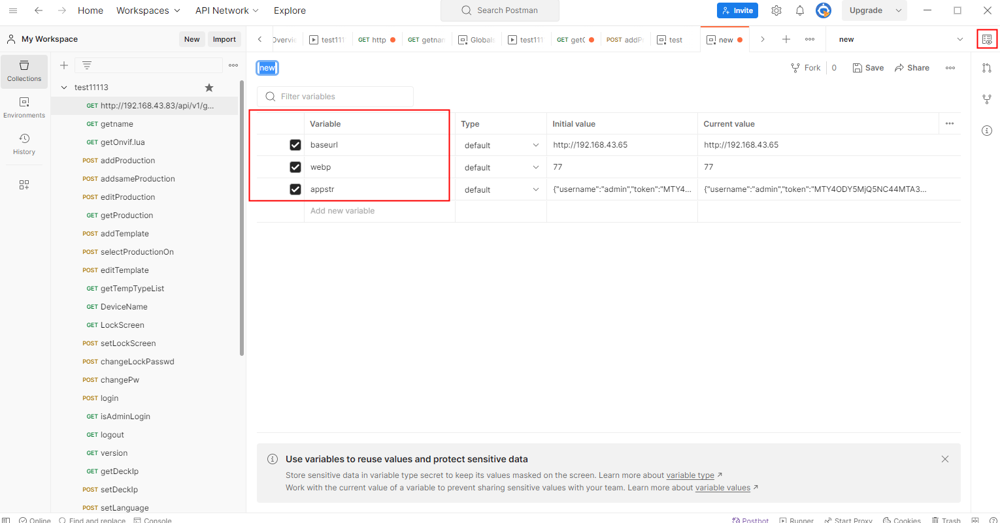 Home Workspaces API Network Explore Search Postman Invite Upgrade
My Workspace New Import Overvie test111 GET http GET getnam Globals test111 GET getO POST addPr test new new
Collections
Environments
History
test11113
GET http://192.168.43.83/api/v1/g...
GET getname
GET getOnvif.lua
POST addProduction
POST addsameProduction
POST editProduction
GET getProduction
POST addTemplate
POST selectProductionOn
POST editTemplate
GET getTempTypeList
GET DeviceName
GET LockScreen
POST setLockScreen
POST changeLockPasswd
POST changePw
POST login
GET isAdminLogin
GET logout
GET version
GET getDeckIp
POST setDeckIp
POST setLanguage
new Fork 0 Save Share
Filter variables
Variable Type Initial value Current value
baseurl default http://192.168.43.65 http://192.168.43.65
webp default 77 77
appstr default {"username":"admin","token":"MTY4... {"username":"admin","token":"MTY4ODY5MjQ5NC44MTA3...
Add new variable
Use variables to reuse values and protect sensitive data
Store sensitive data in variable type secret to keep its values masked on the screen. Learn more about variable type ↗
Work with the current value of a variable to prevent sharing sensitive values with your team. Learn more about variable values ↗
Online Find and replace Console Postbot Runner Start Proxy Cookies Trash